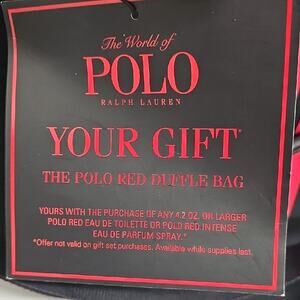 The World of
POLO
RALPH LAUREN
YOUR GIFT*
THE POLO RED DUFFLE BAG
YOURS WITH THE PURCHASE OF ANY 4.2 OZ. OR LARGER
POLO RED EAU DE TOILETTE OR POLO RED INTENSE
EAU DE PARFUM SPRAY.*
*Offer not valid on gift set purchases. Available while supplies last.